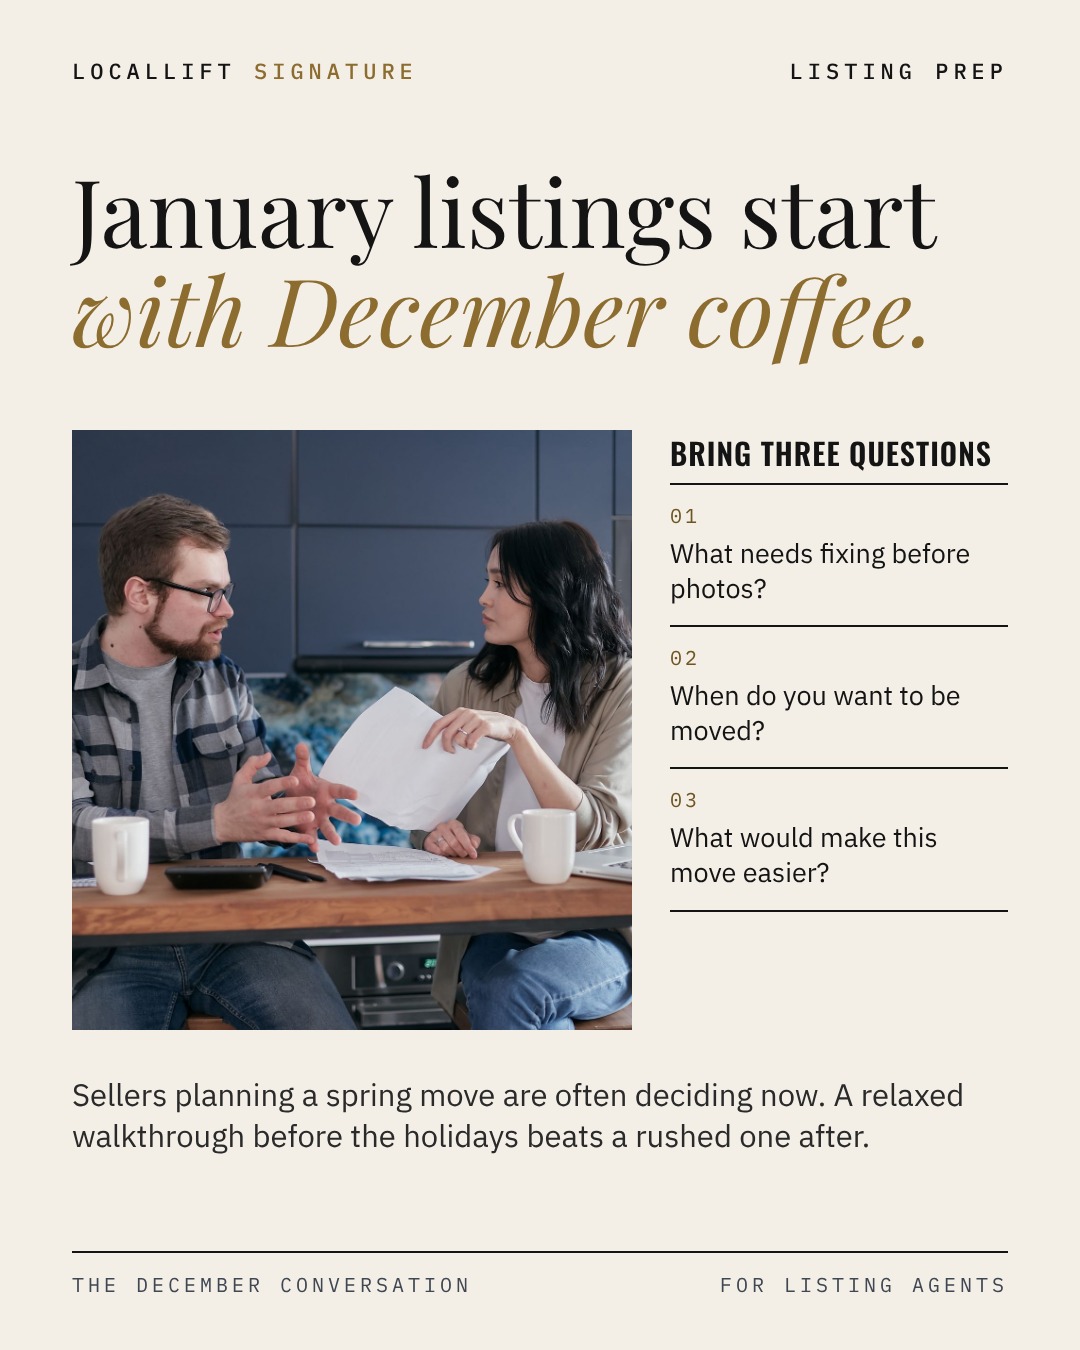 LOCALLIFT SIGNATURE
LISTING PREP
January listings start
with December coffee.
BRING THREE QUESTIONS
01
What needs fixing before
photos?
02
When do you want to be
moved?
03
What would make this
move easier?
Sellers planning a spring move are often deciding now. A relaxed
walkthrough before the holidays beats a rushed one after.
THE DECEMBER CONVERSATION
FOR LISTING AGENTS